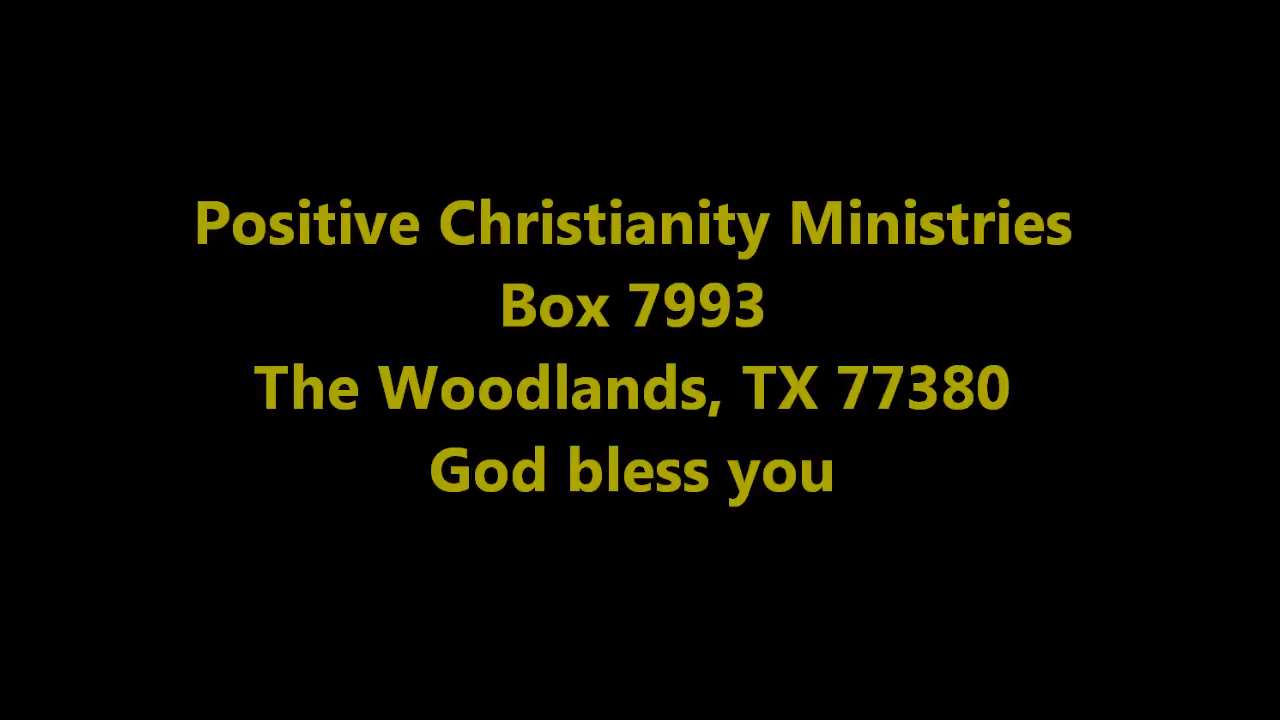 Positive Christianity Ministries
Box 7993
The Woodlands, TX 77380
God bless you